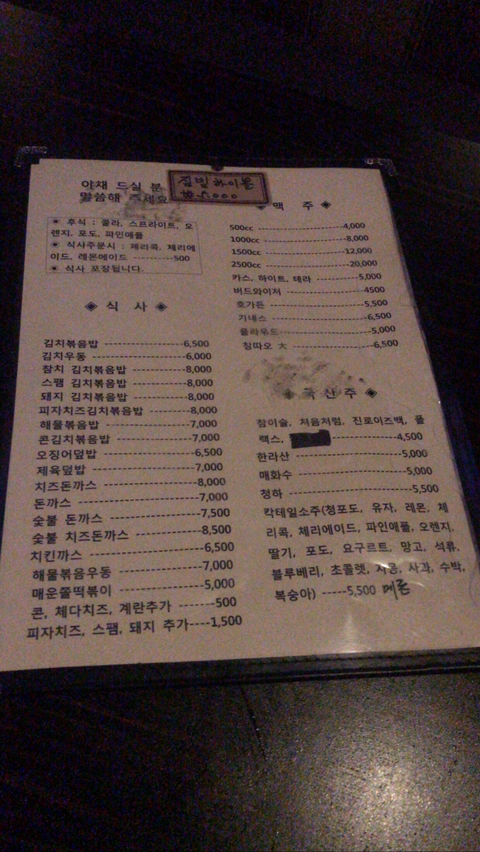 야채 드실 분
말씀해 주세요
₩5,000
◉ 후식 : 콜라, 스프라이트, 오
렌지, 포도, 파인애플
◉ 식사주문시 : 체리콕, 체리에
이드, 레몬에이드 ----------500
◉ 식사 포장됩니다.
◈ 식 사 ◈
김치볶음밥 ----------6,500
김치우동 ----------6,000
참치 김치볶음밥 ----------8,000
스팸 김치볶음밥 ----------8,000
돼지 김치볶음밥 ----------8,000
피자치즈김치볶음밥 ----------8,000
해물볶음밥 ----------7,000
콘김치볶음밥 ----------7,000
오징어덮밥 ----------6,500
제육덮밥 ----------7,000
치즈돈까스 ----------8,000
돈까스 ----------7,000
숯불 돈까스 ----------7,500
숯불 치즈돈까스 ----------8,500
치킨까스 ----------6,500
해물볶음우동 ----------7,000
매운쫄떡볶이 ----------5,000
콘, 체다치즈, 계란추가 -------500
피자치즈, 스팸, 돼지 추가----1,500
◈ 맥 주 ◈
500cc ----------4,000
1000cc ----------8,000
1500cc ----------12,000
2500cc ----------20,000
카스, 하이트, 테라 ----------5,000
버드와이저 ----------4500
호가든 ----------5,500
기네스 ----------6,500
클라우드 ----------5,000
칭따오 大 ----------6,500
◈ 국산주 ◈
참이슬, 처음처럼, 진로이즈백, 콜
렉스, ----------4,500
한라산 ----------5,000
매화수 ----------5,000
청하 ----------5,500
칵테일소주(청포도, 유자, 레몬, 체
리콕, 체리에이드, 파인애플, 오렌지,
딸기, 포도, 요구르트, 망고, 석류,
블루베리, 초콜렛, 자몽, 사과, 수박,
복숭아) -----5,500 메론